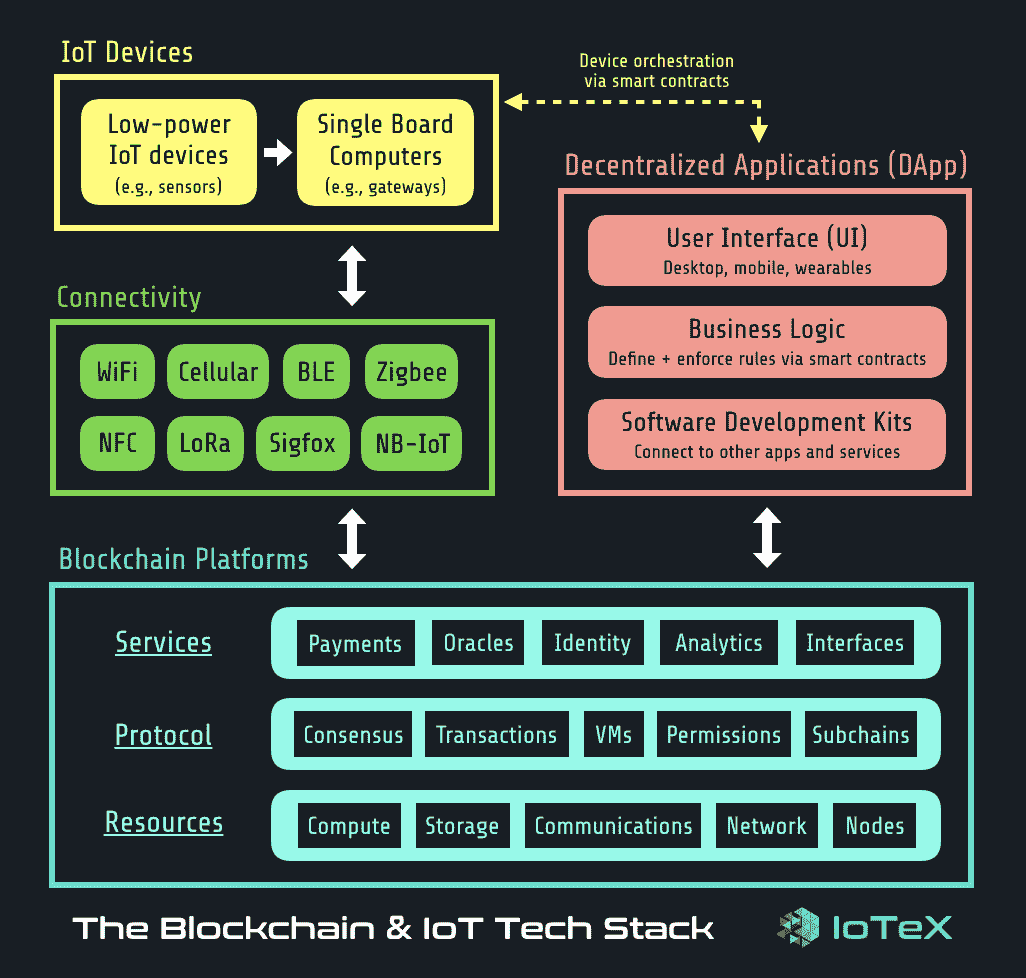 IoT Devices
Low-power
IoT devices
(e.g., sensors)
Single Board
Computers
(e.g., gateways)
Device orchestration
via smart contracts
Decentralized Applications (DApp)
User Interface (UI)
Desktop, mobile, wearables
Business Logic
Define + enforce rules via smart contracts
Software Development Kits
Connect to other apps and services
Connectivity
WiFi Cellular BLE Zigbee
NFC LoRa Sigfox NB-IoT
Blockchain Platforms
Services Payments Oracles Identity Analytics Interfaces
Protocol Consensus Transactions VMs Permissions Subchains
Resources Compute Storage Communications Network Nodes
The Blockchain & IoT Tech Stack IoTeX